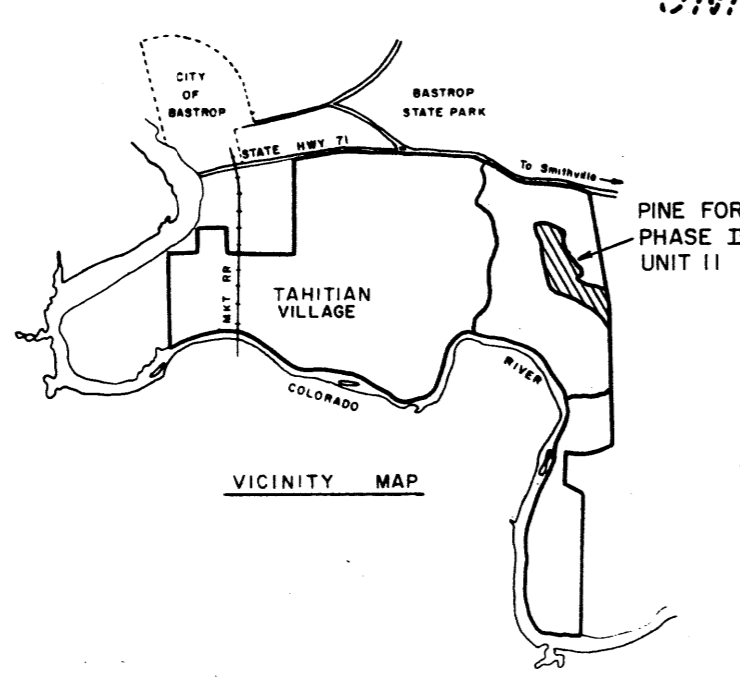 CITY
OF
BASTROP
BASTROP
STATE PARK
STATE HWY 71
To Smithville
PINE FOR
PHASE
UNIT 11
MKT RR
TAHITIAN
VILLAGE
RIVER
COLORADO
VICINITY MAP